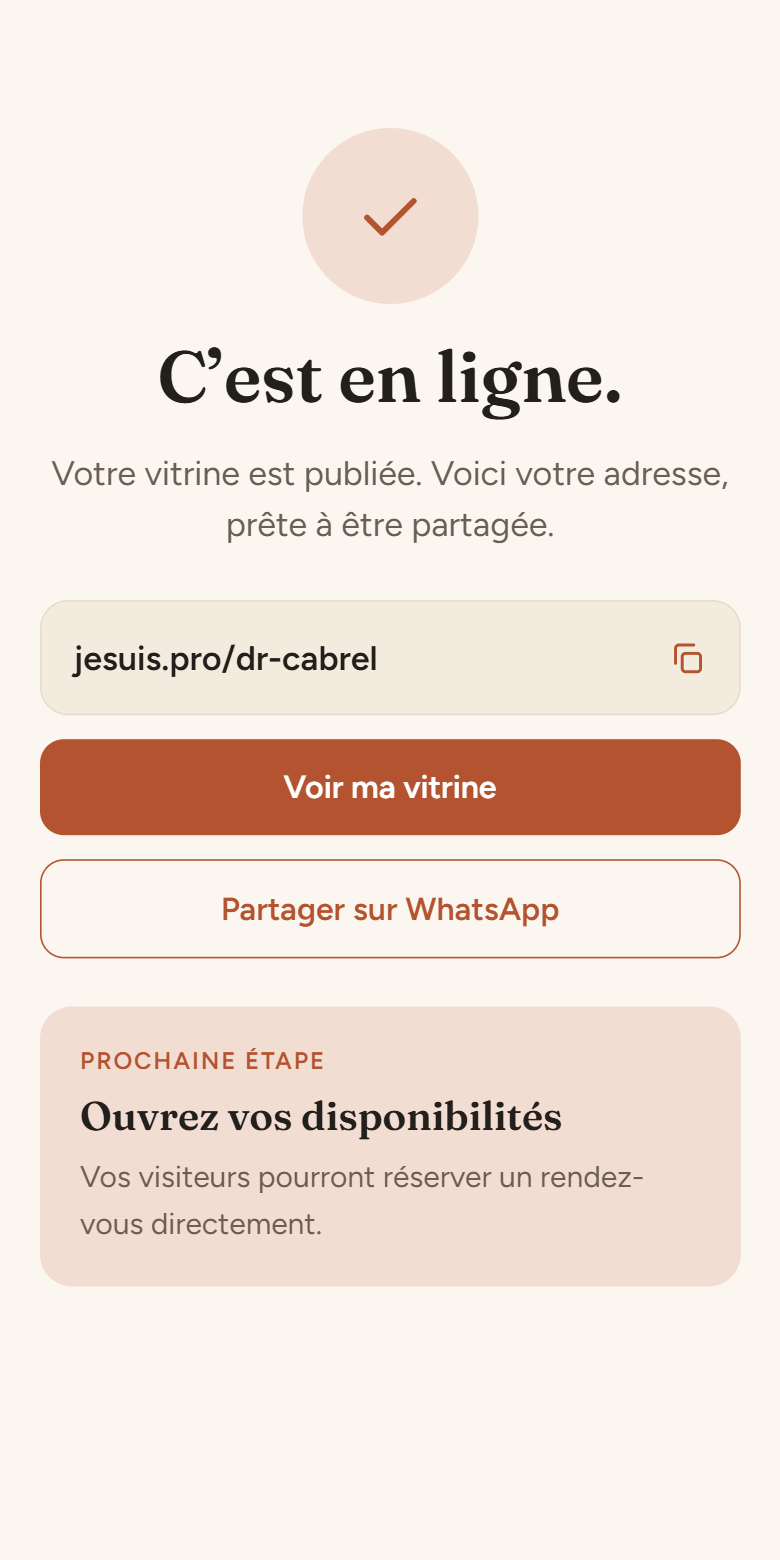 C’est en ligne.
Votre vitrine est publiée. Voici votre adresse,
prête à être partagée.
jesuis.pro/dr-cabrel
Voir ma vitrine
Partager sur WhatsApp
PROCHAINE ÉTAPE
Ouvrez vos disponibilités
Vos visiteurs pourront réserver un rendez-
vous directement.